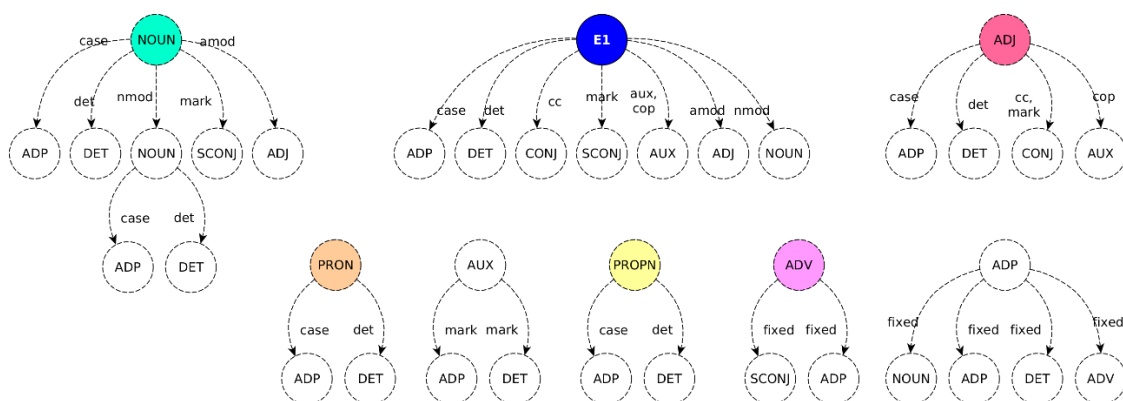 NOUN E1 ADJ
case amod
det nmod mark
case det cc mark aux, cop amod nmod
case det cc, mark cop
ADP DET NOUN SCONJ ADJ
ADP DET CONJ SCONJ AUX ADJ NOUN
ADP DET CONJ AUX
case det
ADP DET
PRON AUX PROPN ADV ADP
case det mark mark case det fixed fixed fixed fixed fixed fixed
ADP DET ADP DET ADP DET SCONJ ADP NOUN ADP DET ADV